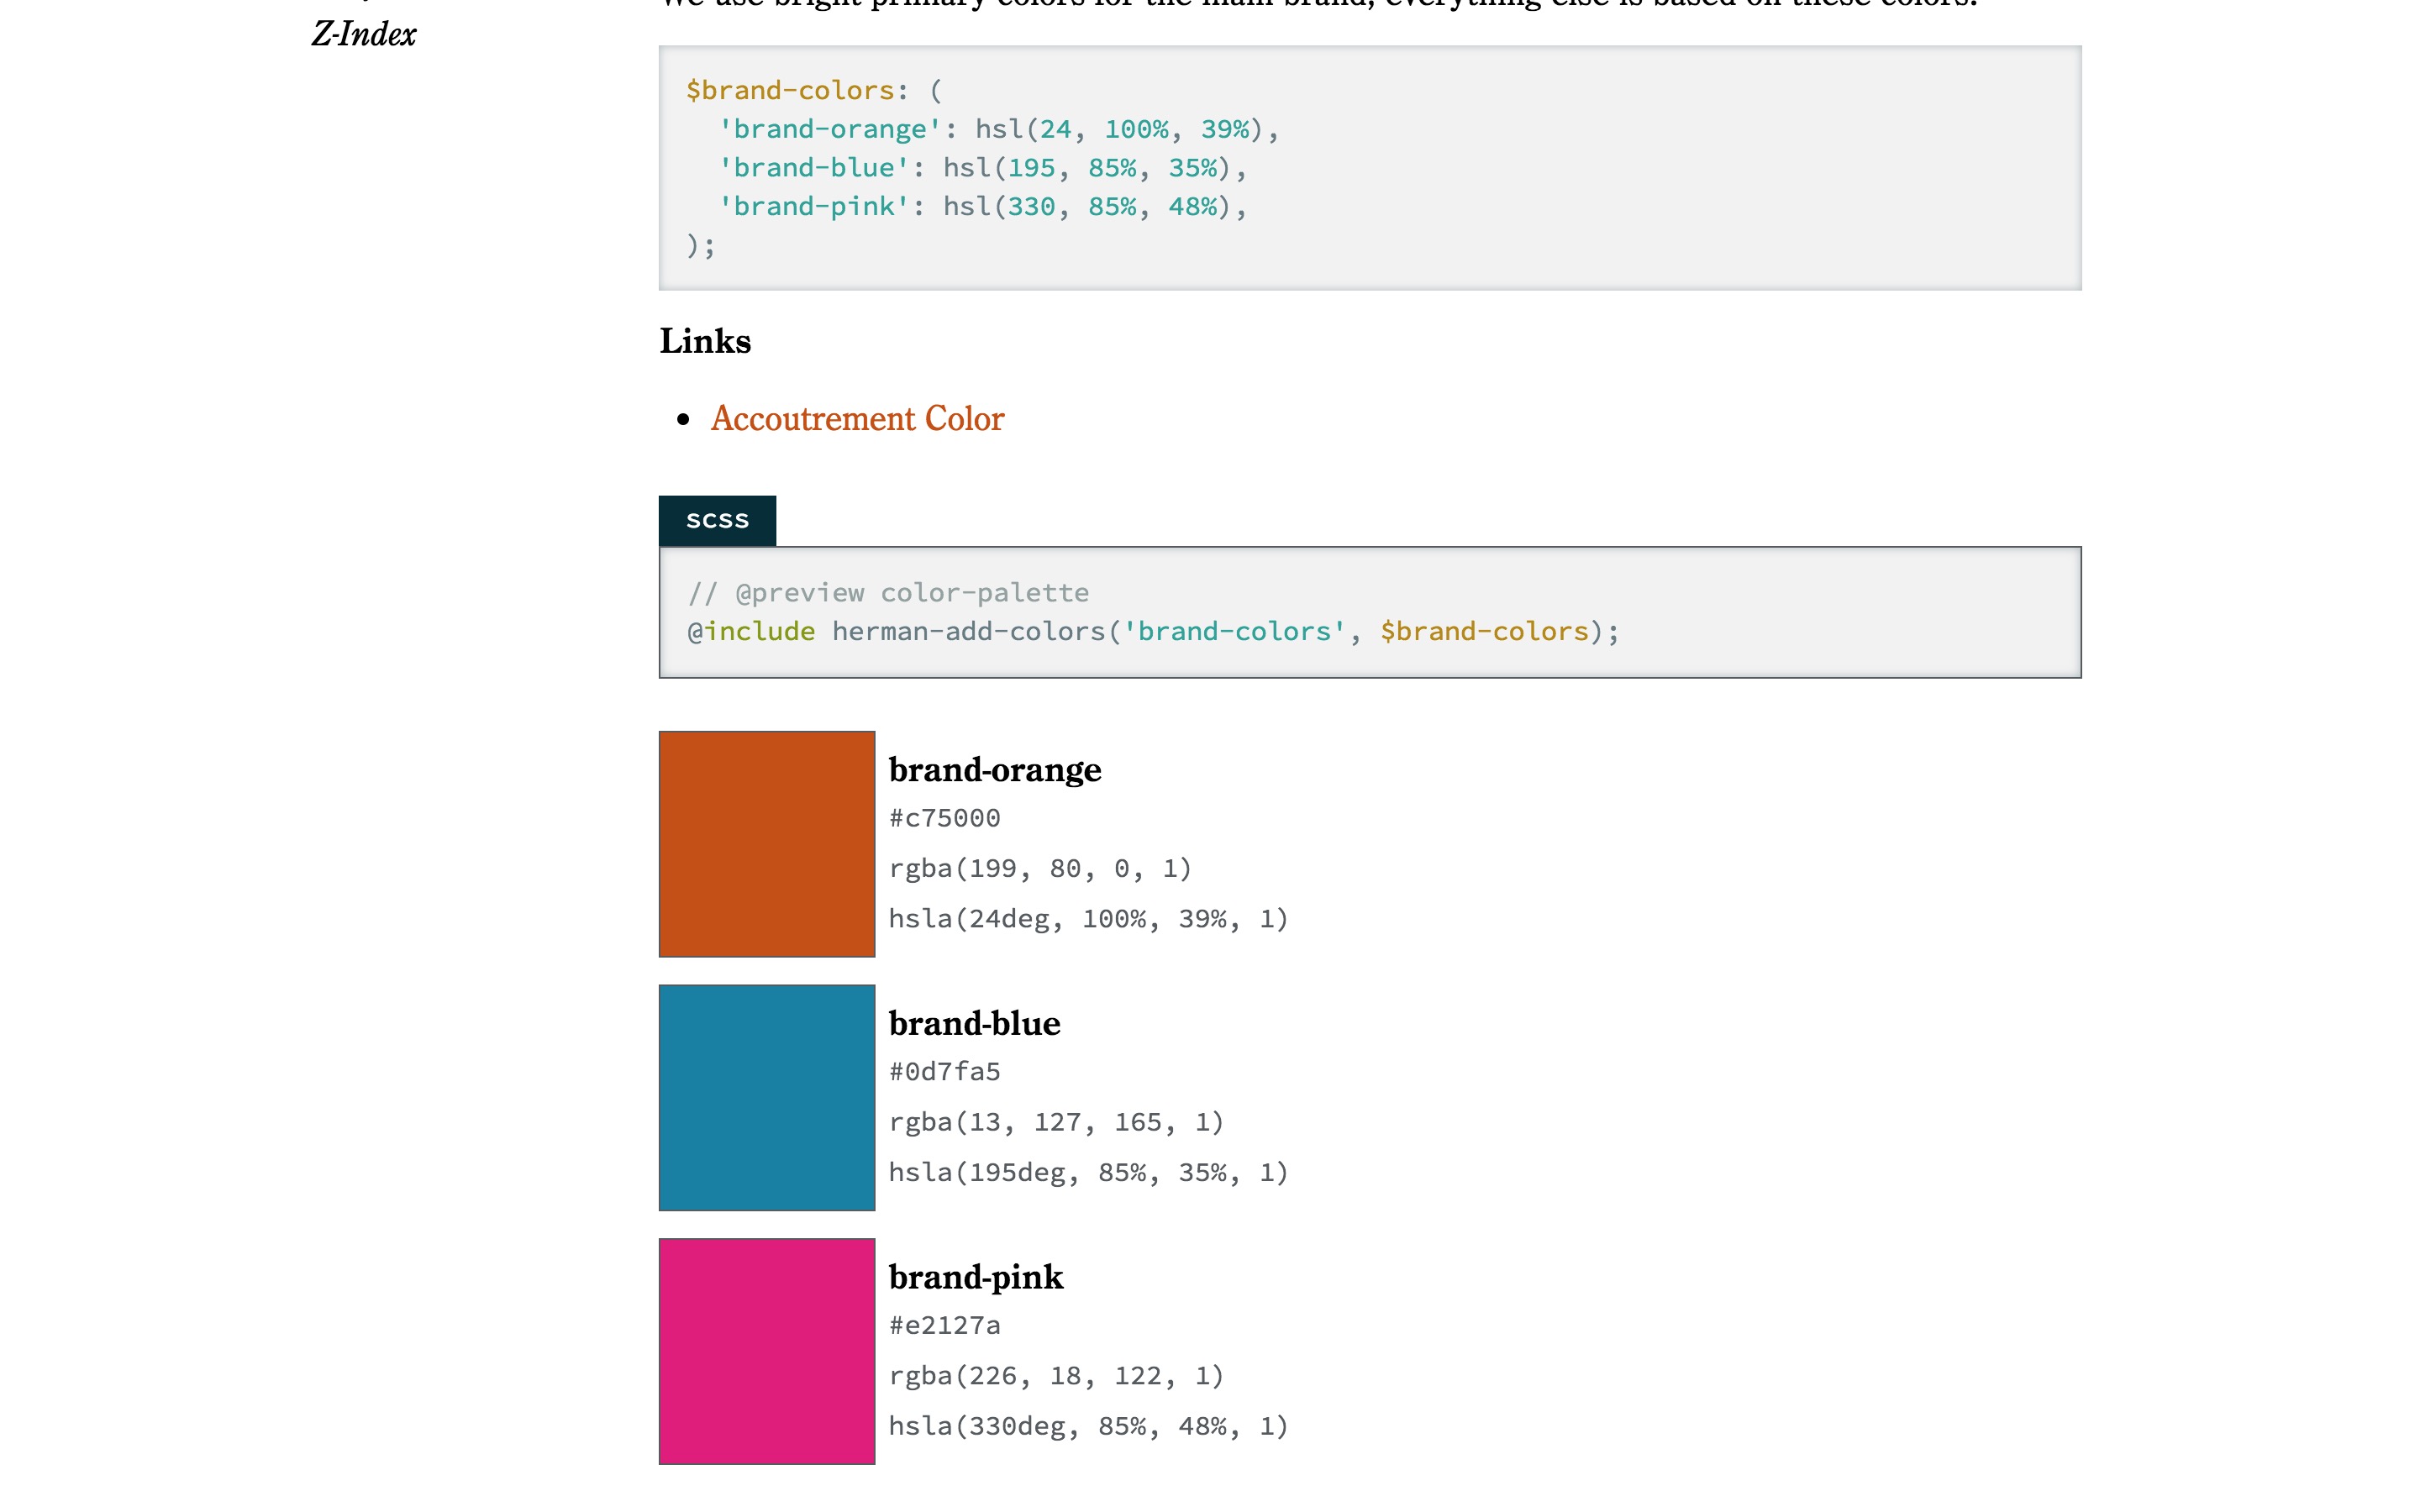 Z-Index
We use bright primary colors for the main brand, everything else is based on these colors.
$brand-colors: (
  'brand-orange': hsl(24, 100%, 39%),
  'brand-blue': hsl(195, 85%, 35%),
  'brand-pink': hsl(330, 85%, 48%),
);
Links
Accoutrement Color
scss
// @preview color-palette
@include herman-add-colors('brand-colors', $brand-colors);
brand-orange
#c75000
rgba(199, 80, 0, 1)
hsla(24deg, 100%, 39%, 1)
brand-blue
#0d7fa5
rgba(13, 127, 165, 1)
hsla(195deg, 85%, 35%, 1)
brand-pink
#e2127a
rgba(226, 18, 122, 1)
hsla(330deg, 85%, 48%, 1)